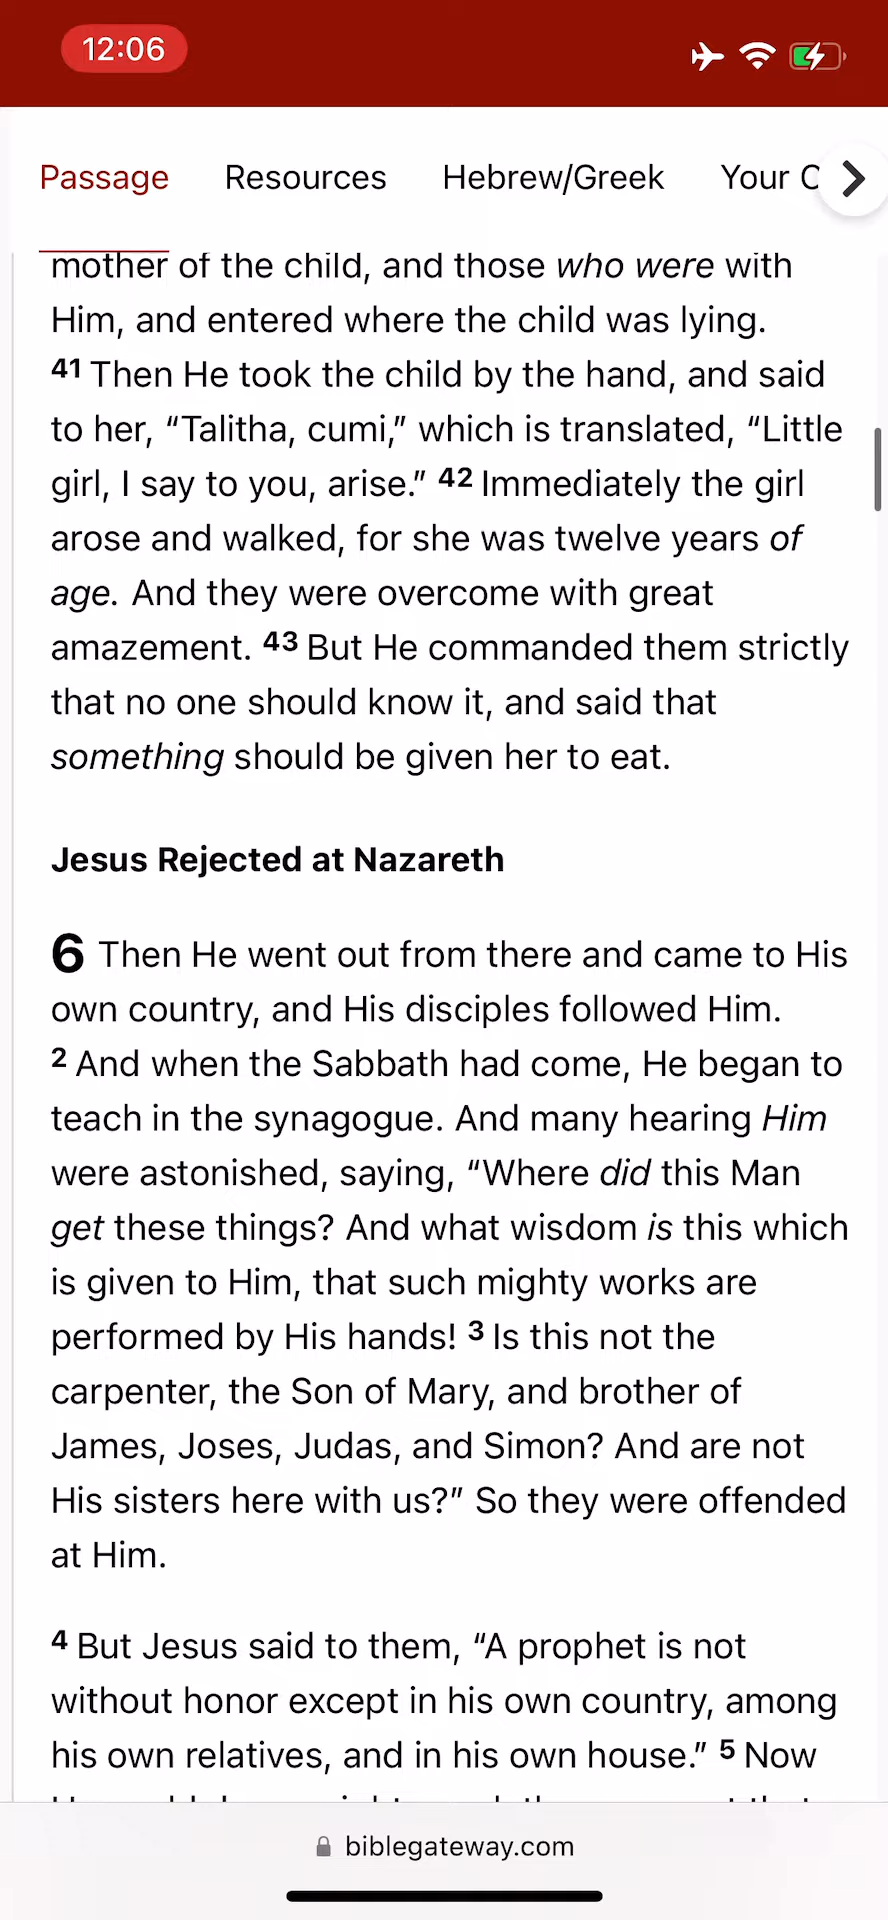 12:06
Passage Resources Hebrew/Greek Your
mother of the child, and those who were with
Him, and entered where the child was lying.
41 Then He took the child by the hand, and said
to her, “Talitha, cumi,” which is translated, “Little
girl, I say to you, arise.” 42 Immediately the girl
arose and walked, for she was twelve years of
age. And they were overcome with great
amazement. 43 But He commanded them strictly
that no one should know it, and said that
something should be given her to eat.
Jesus Rejected at Nazareth
6 Then He went out from there and came to His
own country, and His disciples followed Him.
2 And when the Sabbath had come, He began to
teach in the synagogue. And many hearing Him
were astonished, saying, “Where did this Man
get these things? And what wisdom is this which
is given to Him, that such mighty works are
performed by His hands! 3 Is this not the
carpenter, the Son of Mary, and brother of
James, Joses, Judas, and Simon? And are not
His sisters here with us?” So they were offended
at Him.
4 But Jesus said to them, “A prophet is not
without honor except in his own country, among
his own relatives, and in his own house.” 5 Now
biblegateway.com